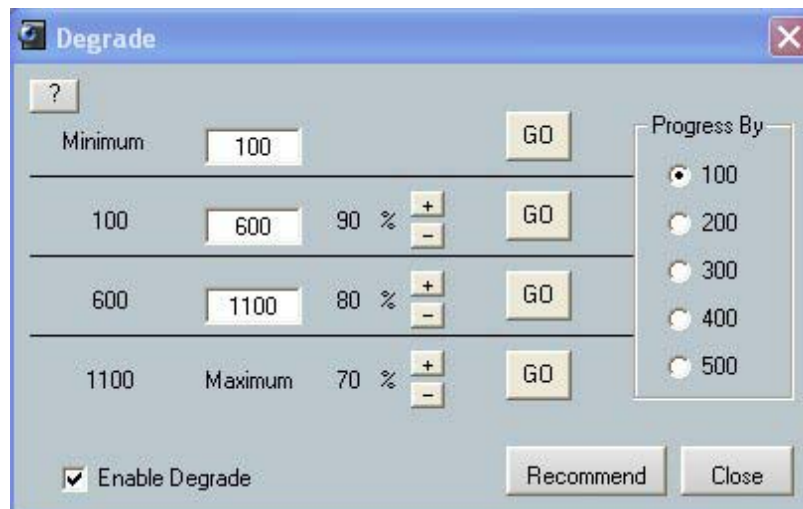 Degrade
?
Minimum 100 GO
100 600 90 % + - GO
600 1100 80 % + - GO
1100 Maximum 70 % + - GO
Progress By
100
200
300
400
500
Enable Degrade
Recommend Close